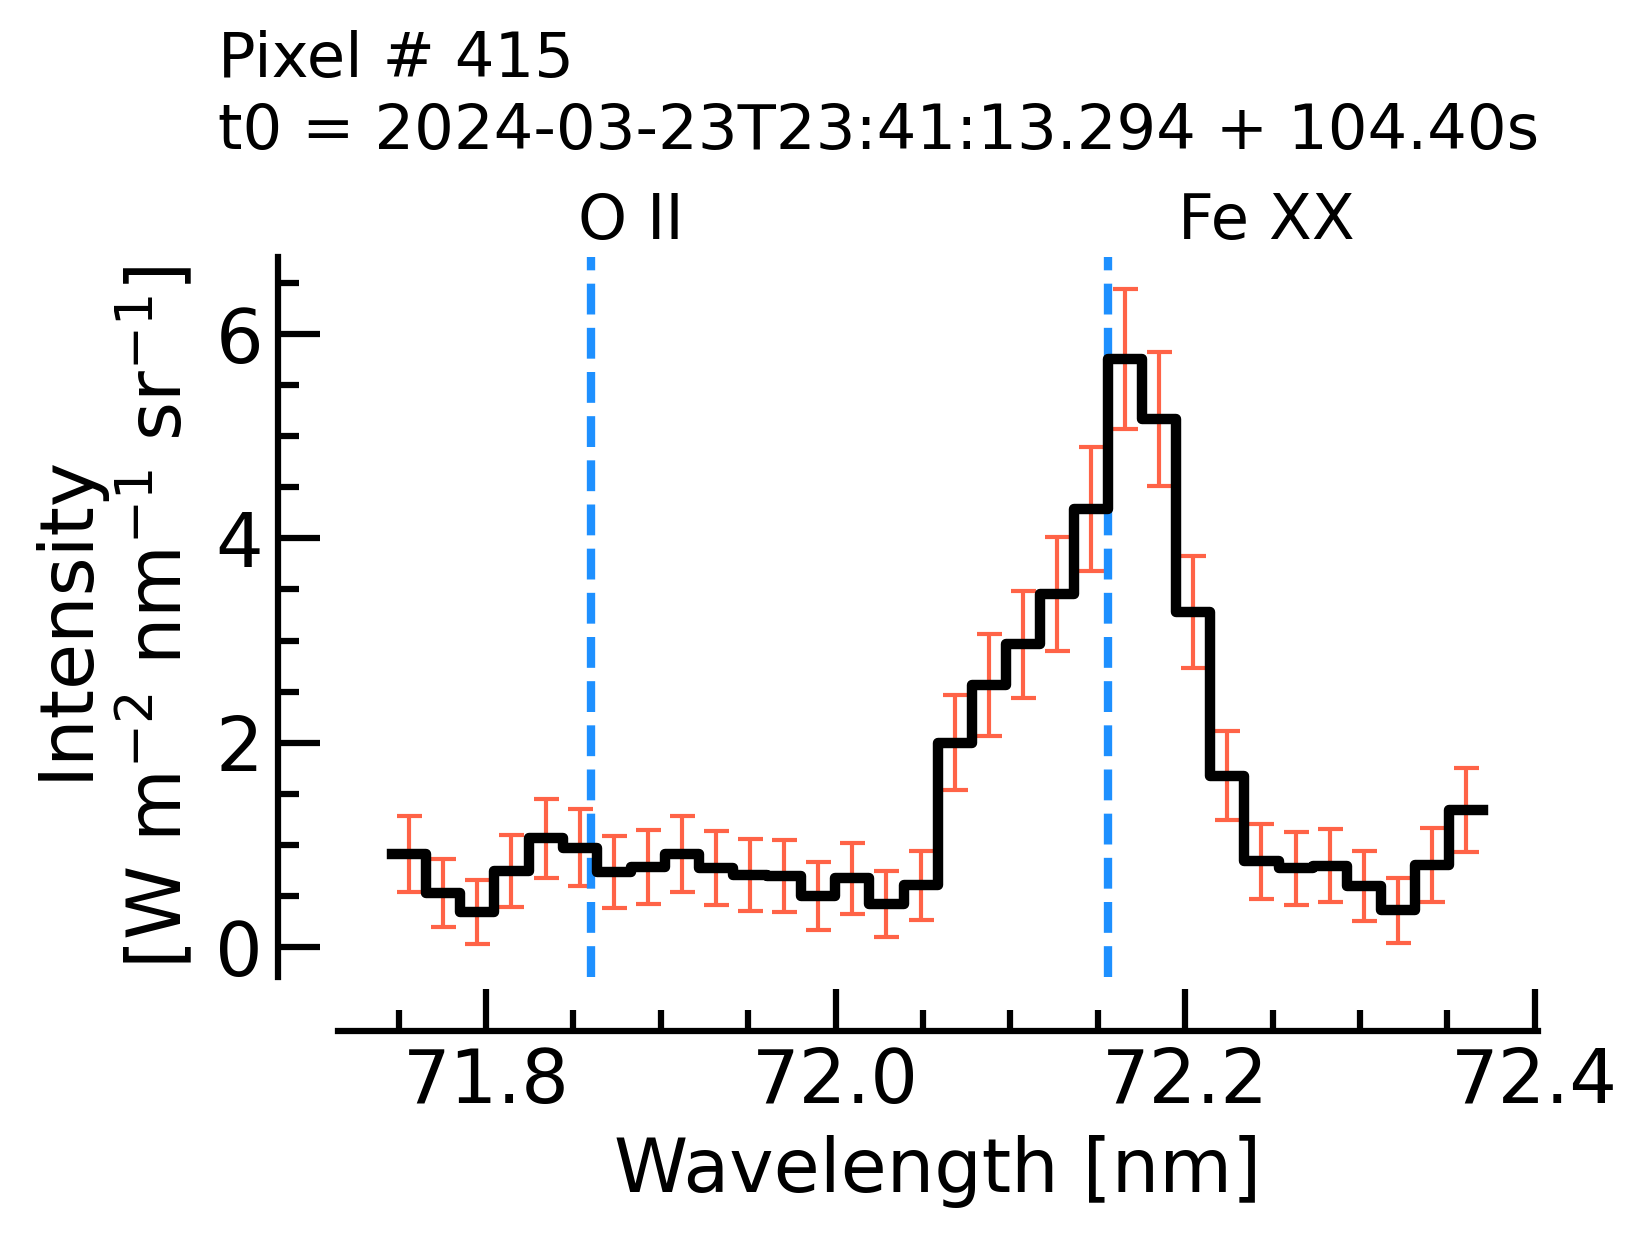 Pixel # 415
t0 = 2024-03-23T23:41:13.294 + 104.40s
O II Fe XX
Intensity
[W m⁻² nm⁻¹ sr⁻¹]
6
4
2
0
71.8 72.0 72.2 72.4
Wavelength [nm]